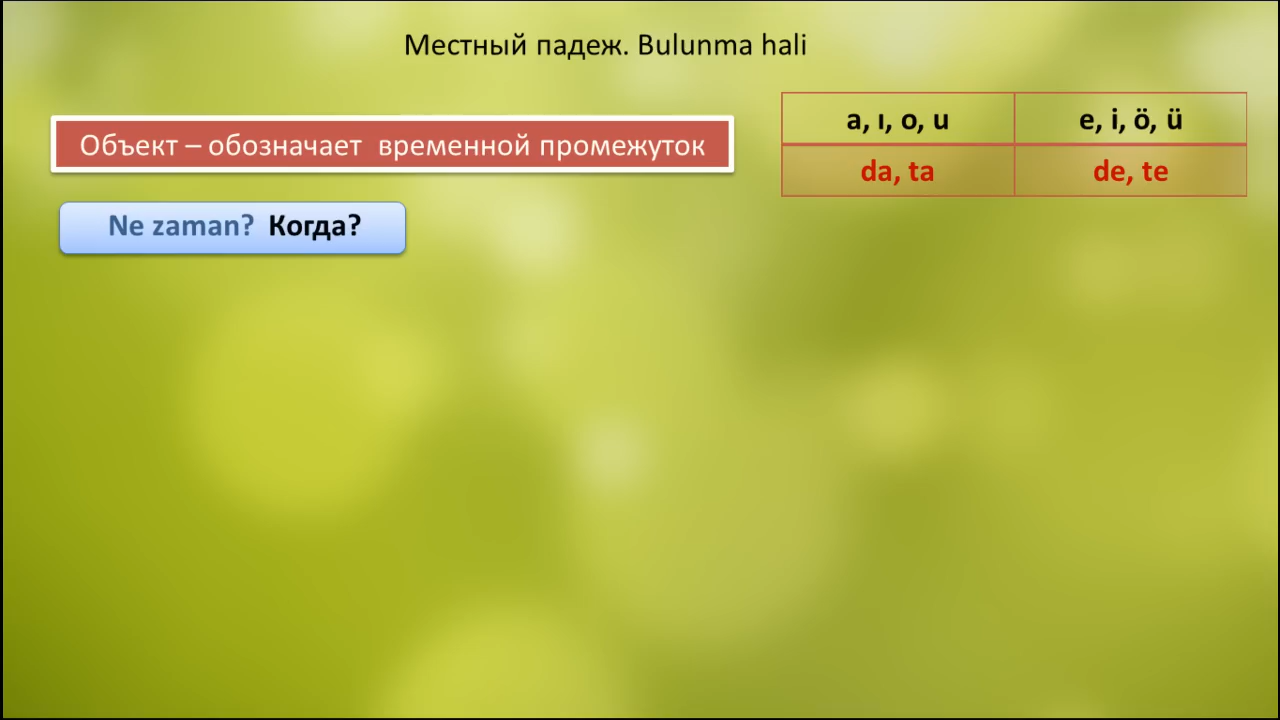 Местный падеж. Bulunma hali
Объект – обозначает временной промежуток
Ne zaman? Когда?
a, ı, o, u
e, i, ö, ü
da, ta
de, te